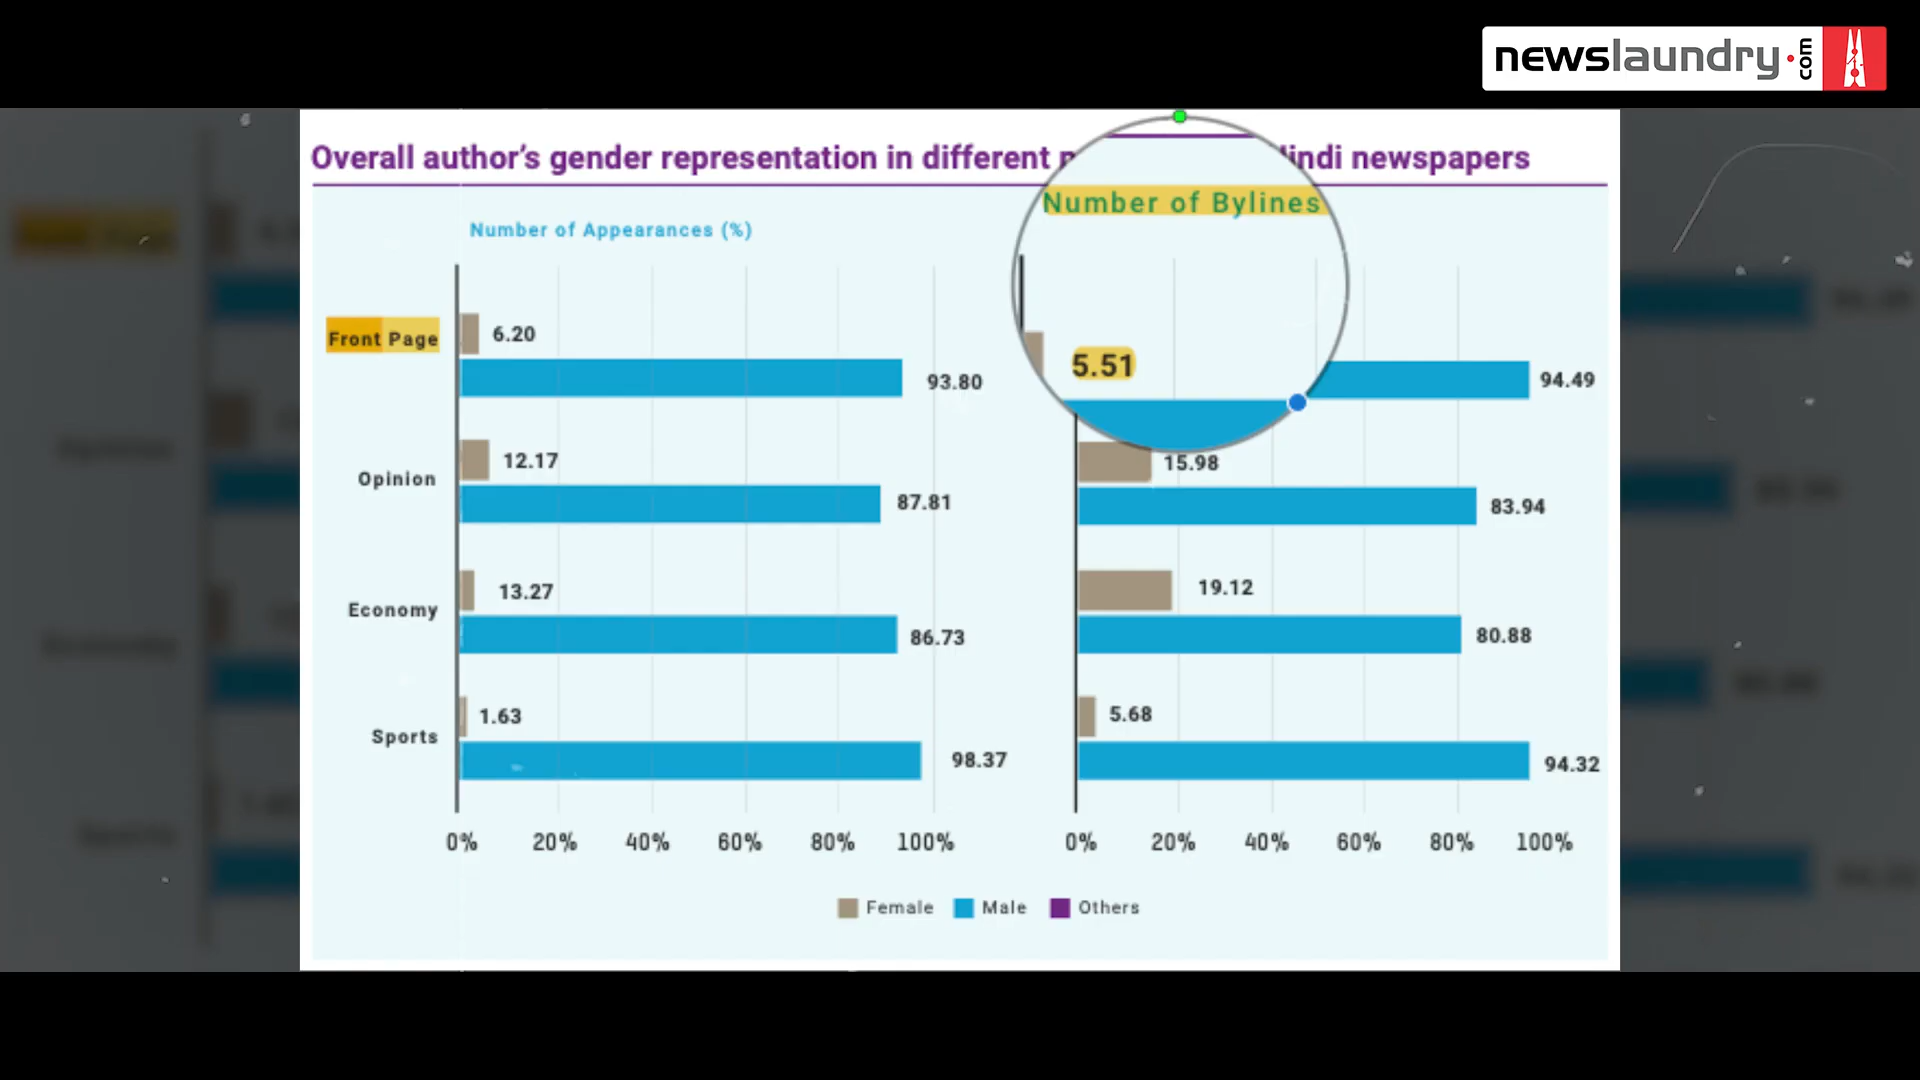 newslaundry.com
Overall author's gender representation in different
newspapers
Number of Appearances (%)
Number of Bylines
Front Page
6.20
93.80
5.51
94.49
Opinion
12.17
87.81
15.98
83.94
Economy
13.27
86.73
19.12
80.88
Sports
1.63
98.37
5.68
94.32
0% 20% 40% 60% 80% 100%
0% 20% 40% 60% 80% 100%
Female Male Others